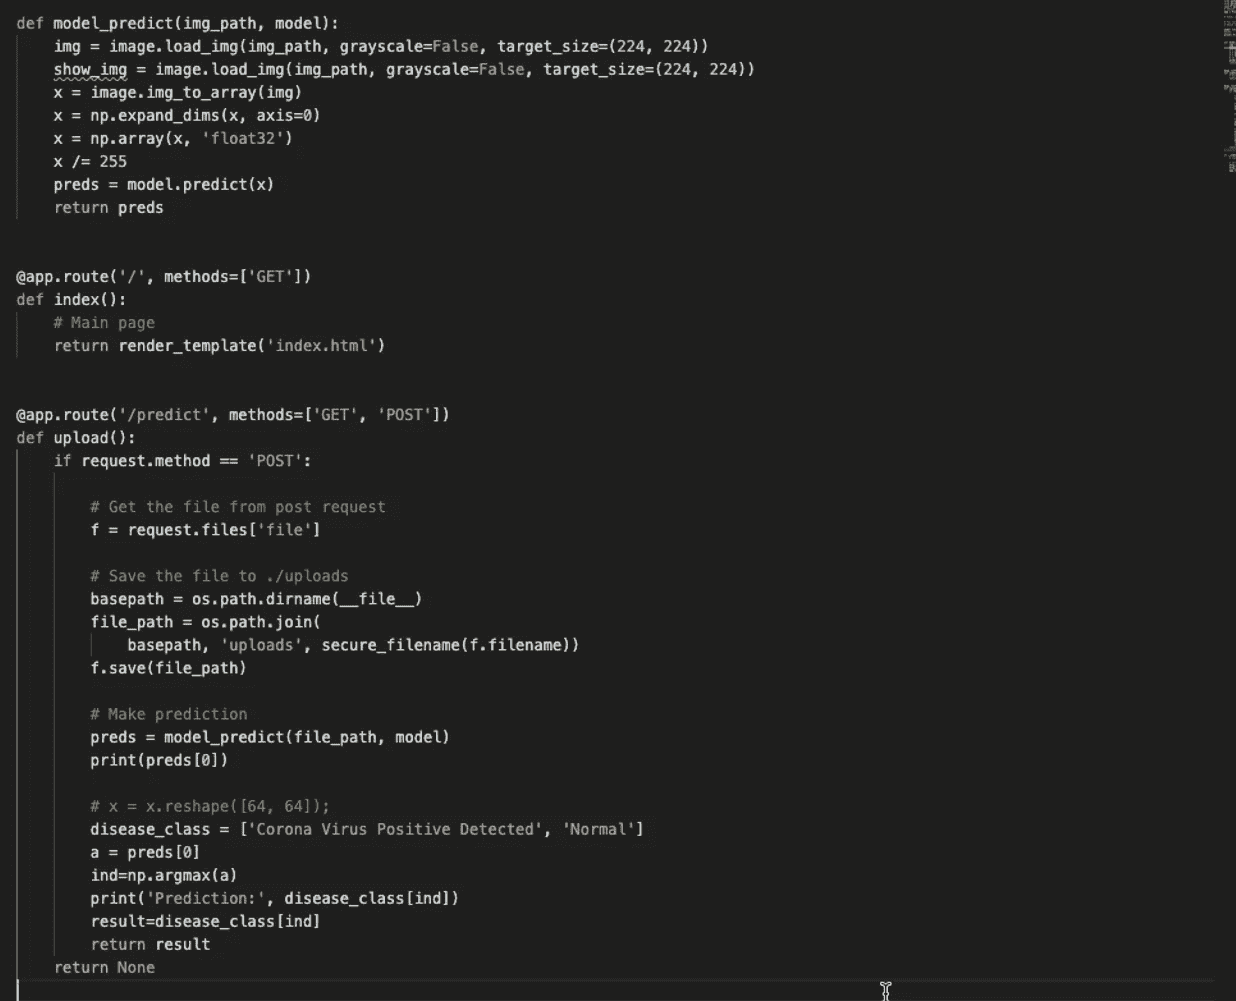 def model_predict(img_path, model):
    img = image.load_img(img_path, grayscale=False, target_size=(224, 224))
    show_img = image.load_img(img_path, grayscale=False, target_size=(224, 224))
    x = image.img_to_array(img)
    x = np.expand_dims(x, axis=0)
    x = np.array(x, 'float32')
    x /= 255
    preds = model.predict(x)
    return preds
@app.route('/', methods=['GET'])
def index():
    # Main page
    return render_template('index.html')
@app.route('/predict', methods=['GET', 'POST'])
def upload():
    if request.method == 'POST':
        # Get the file from post request
        f = request.files['file']
        # Save the file to ./uploads
        basepath = os.path.dirname(__file__)
        file_path = os.path.join(
            basepath, 'uploads', secure_filename(f.filename))
        f.save(file_path)
        # Make prediction
        preds = model_predict(file_path, model)
        print(preds[0])
        # x = x.reshape([64, 64]);
        disease_class = ['Corona Virus Positive Detected', 'Normal']
        a = preds[0]
        ind=np.argmax(a)
        print('Prediction:', disease_class[ind])
        result=disease_class[ind]
        return result
    return None